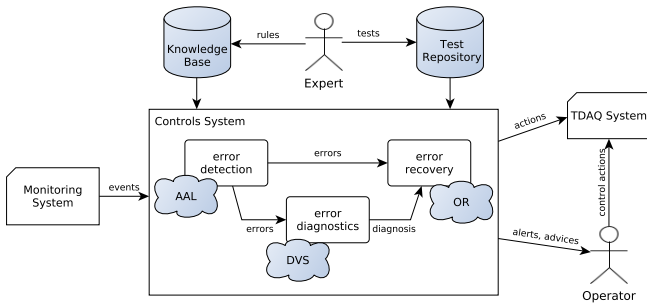 Knowledge
Base
rules
Expert
tests
Test
Repository
Controls System
error
detection
AAL
errors
error
recovery
OR
errors
error
diagnostics
DVS
diagnosis
Monitoring
System
events
actions
TDAQ System
control actions
alerts, advices
Operator